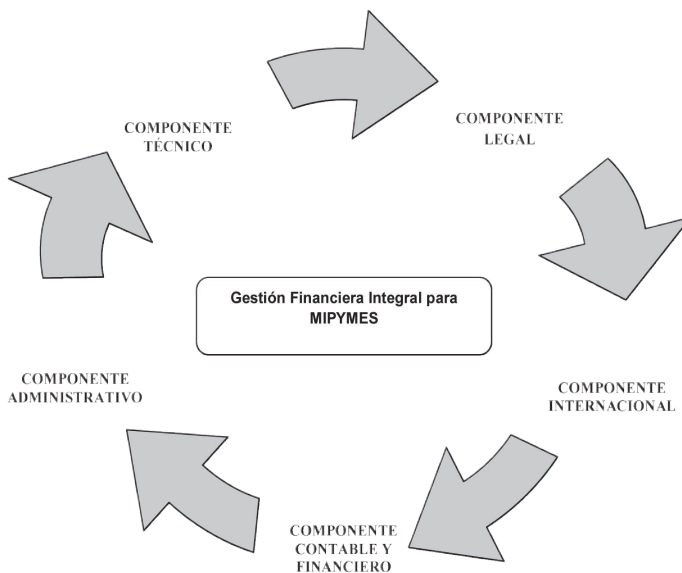 COMPONENTE
TÉCNICO
COMPONENTE
LEGAL
Gestión Financiera Integral para
MIPYMES
COMPONENTE
ADMINISTRATIVO
COMPONENTE
INTERNACIONAL
COMPONENTE
CONTABLE Y
FINANCIERO